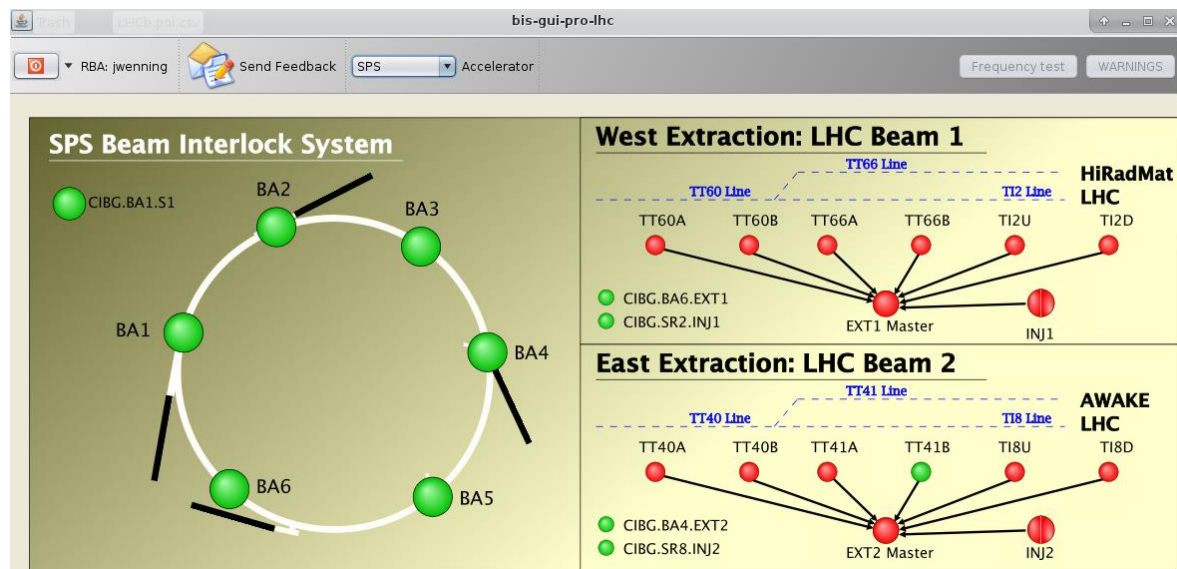 Trash LHCb.pol.csv bis-gui-pro-lhc
RBA: jwenning Send Feedback SPS Accelerator Frequency test WARNINGS
SPS Beam Interlock System
CIBG.BA1.S1
BA2
BA3
BA1
BA4
BA6
BA5
West Extraction: LHC Beam 1
TT66 Line
HiRadMat
LHC
TT60 Line
TI2 Line
TT60A TT60B TT66A TT66B TI2U TI2D
CIBG.BA6.EXT1
CIBG.SR2.INJ1
EXT1 Master
INJ1
East Extraction: LHC Beam 2
TT41 Line
AWAKE
LHC
TT40 Line
TI8 Line
TT40A TT40B TT41A TT41B TI8U TI8D
CIBG.BA4.EXT2
CIBG.SR8.INJ2
EXT2 Master
INJ2